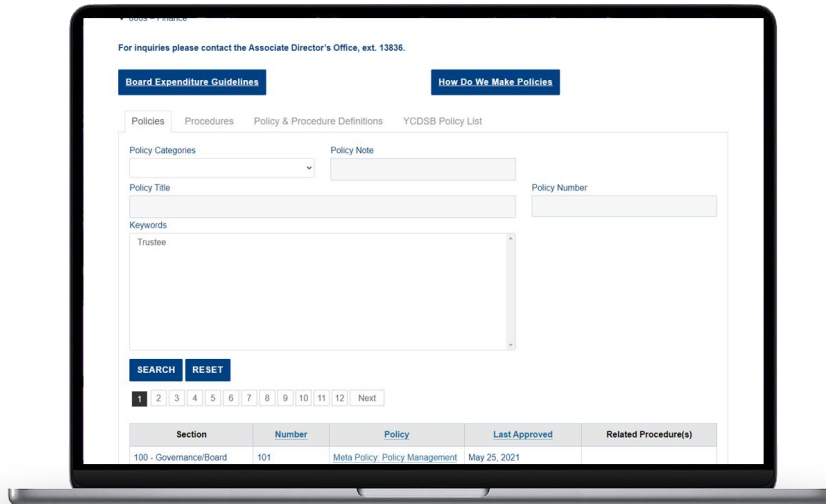 For inquiries please contact the Associate Director's Office, ext. 13836.
Board Expenditure Guidelines
How Do We Make Policies
Policies Procedures Policy & Procedure Definitions YCDSB Policy List
Policy Categories Policy Note
Policy Title Policy Number
Keywords
Trustee
SEARCH RESET
1 2 3 4 5 6 7 8 9 10 11 12 Next
Section Number Policy Last Approved Related Procedure(s)
100 - Governance/Board 101 Meta Policy: Policy Management May 25, 2021